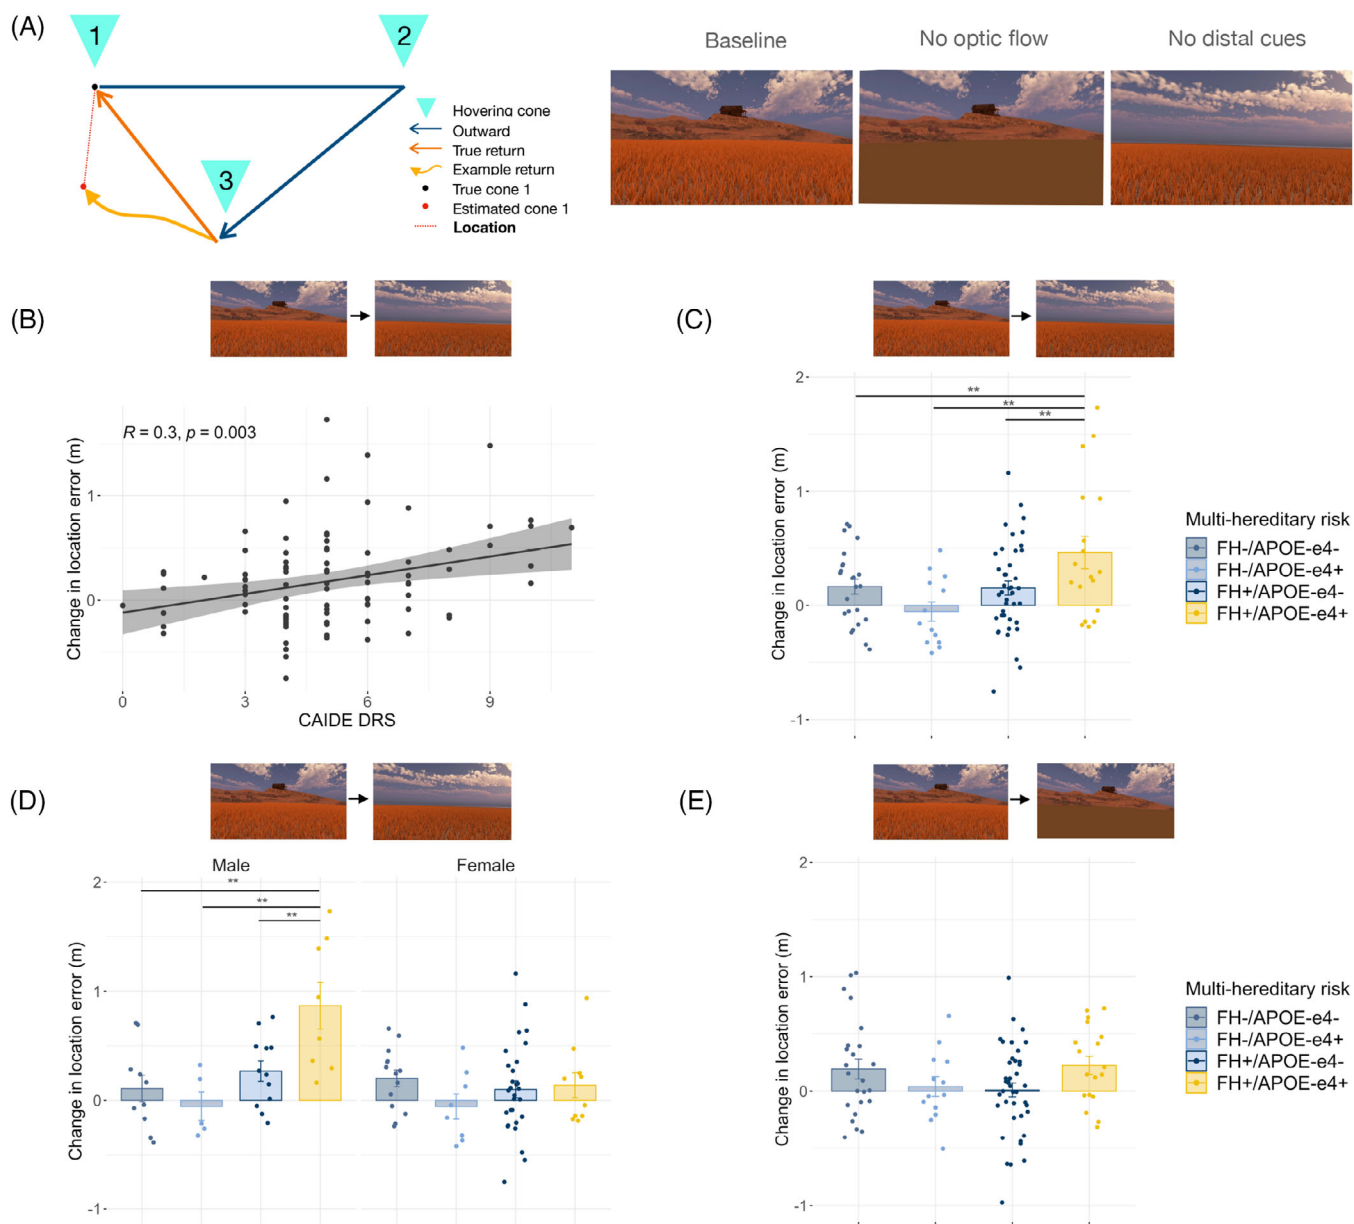 (A)
1
2
3
Hovering cone
Outward
True return
Example return
True cone 1
Estimated cone 1
Location
Baseline
No optic flow
No distal cues
(B)
R = 0.3, p = 0.003
Change in location error (m)
1
0
0
3
6
9
CAIDE DRS
(C)
**
**
**
Change in location error (m)
2
1
0
-1
Multi-hereditary risk
FH-/APOE-e4-
FH-/APOE-e4+
FH+/APOE-e4-
FH+/APOE-e4+
(D)
Male
Female
**
**
**
Change in location error (m)
2
1
0
-1
(E)
Change in location error (m)
2
1
0
-1
Multi-hereditary risk
FH-/APOE-e4-
FH-/APOE-e4+
FH+/APOE-e4-
FH+/APOE-e4+